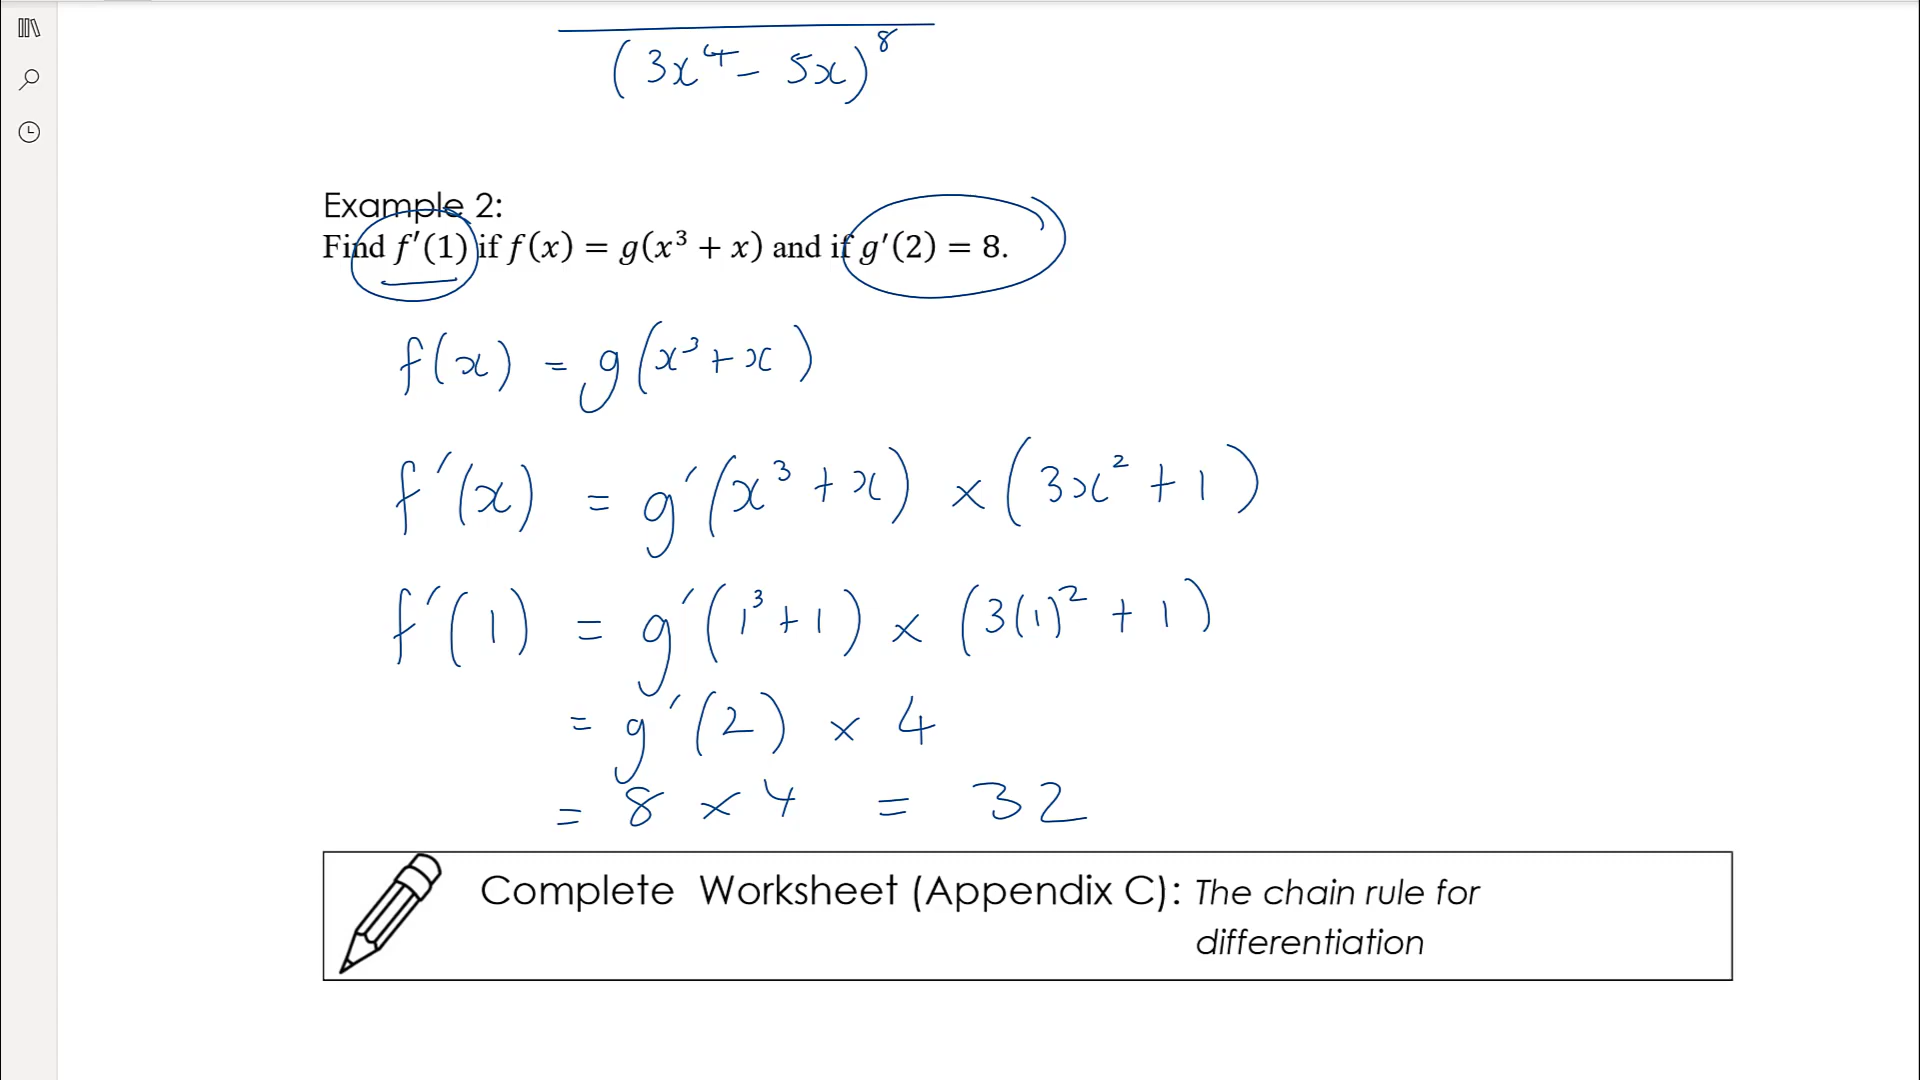 (3x⁴ - 5x)⁸
Example 2:
Find f′(1) if f(x) = g(x³ + x) and if g′(2) = 8.
f(x) = g(x³ + x)
f′(x) = g′(x³ + x) × (3x² + 1)
f′(1) = g′(1³ + 1) × (3(1)² + 1)
= g′(2) × 4
= 8 × 4 = 32
Complete Worksheet (Appendix C): The chain rule for
differentiation